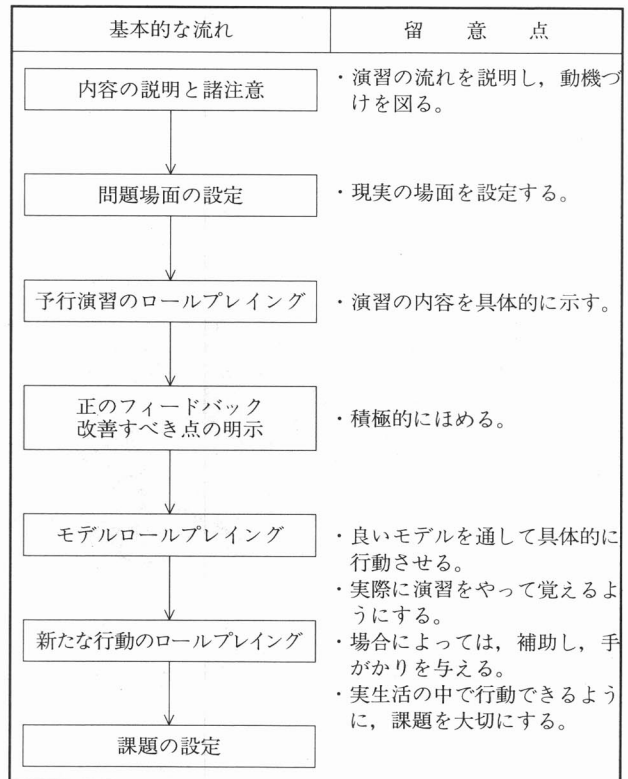 基本的な流れ
留意点
内容の説明と諸注意
・演習の流れを説明し，動機づ
けを図る。
問題場面の設定
・現実の場面を設定する。
予行演習のロールプレイング
・演習の内容を具体的に示す。
正のフィードバック
改善すべき点の明示
・積極的にほめる。
モデルロールプレイング
・良いモデルを通して具体的に
行動させる。
・実際に演習をやって覚えるよ
うにする。
新たな行動のロールプレイング
・場合によっては，補助し，手
がかりを与える。
・実生活の中で行動できるよう
に，課題を大切にする。
課題の設定